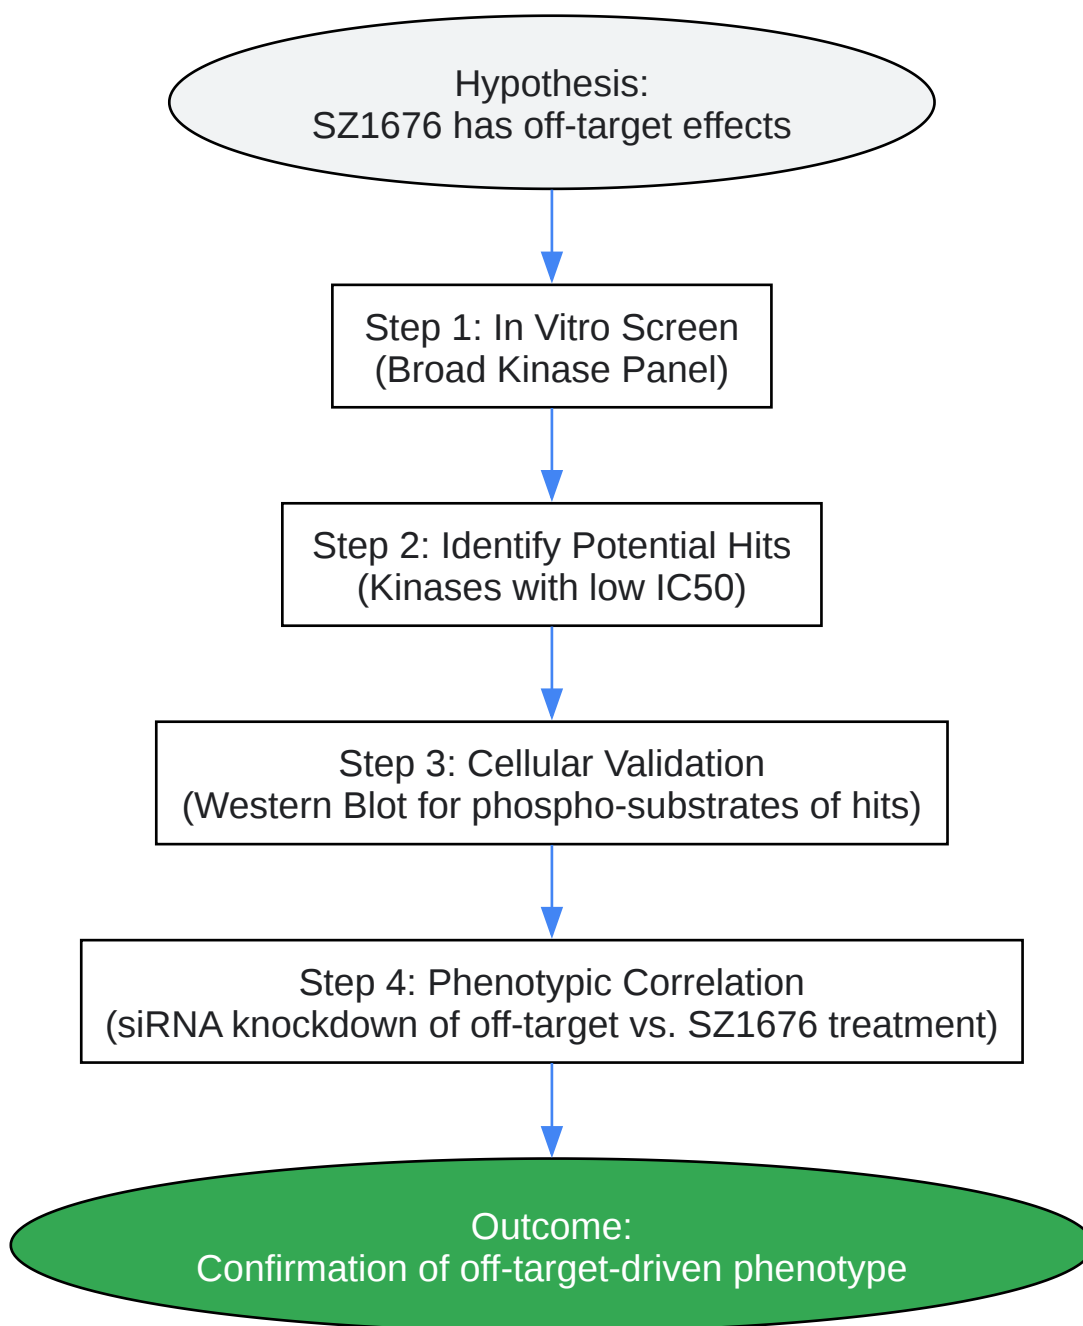 Hypothesis:
SZ1676 has off-target effects
Step 1: In Vitro Screen
(Broad Kinase Panel)
Step 2: Identify Potential Hits
(Kinases with low IC50)
Step 3: Cellular Validation
(Western Blot for phospho-substrates of hits)
Step 4: Phenotypic Correlation
(siRNA knockdown of off-target vs. SZ1676 treatment)
Outcome:
Confirmation of off-target-driven phenotype